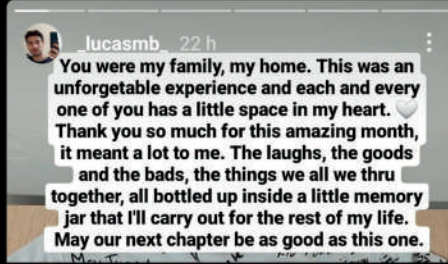 _lucasmb_ 22 h
You were my family, my home. This was an
unforgetable experience and each and every
one of you has a little space in my heart. 🤍
Thank you so much for this amazing month,
it meant a lot to me. The laughs, the goods
and the bads, the things we all we thru
together, all bottled up inside a little memory
jar that I'll carry out for the rest of my life.
May our next chapter be as good as this one.